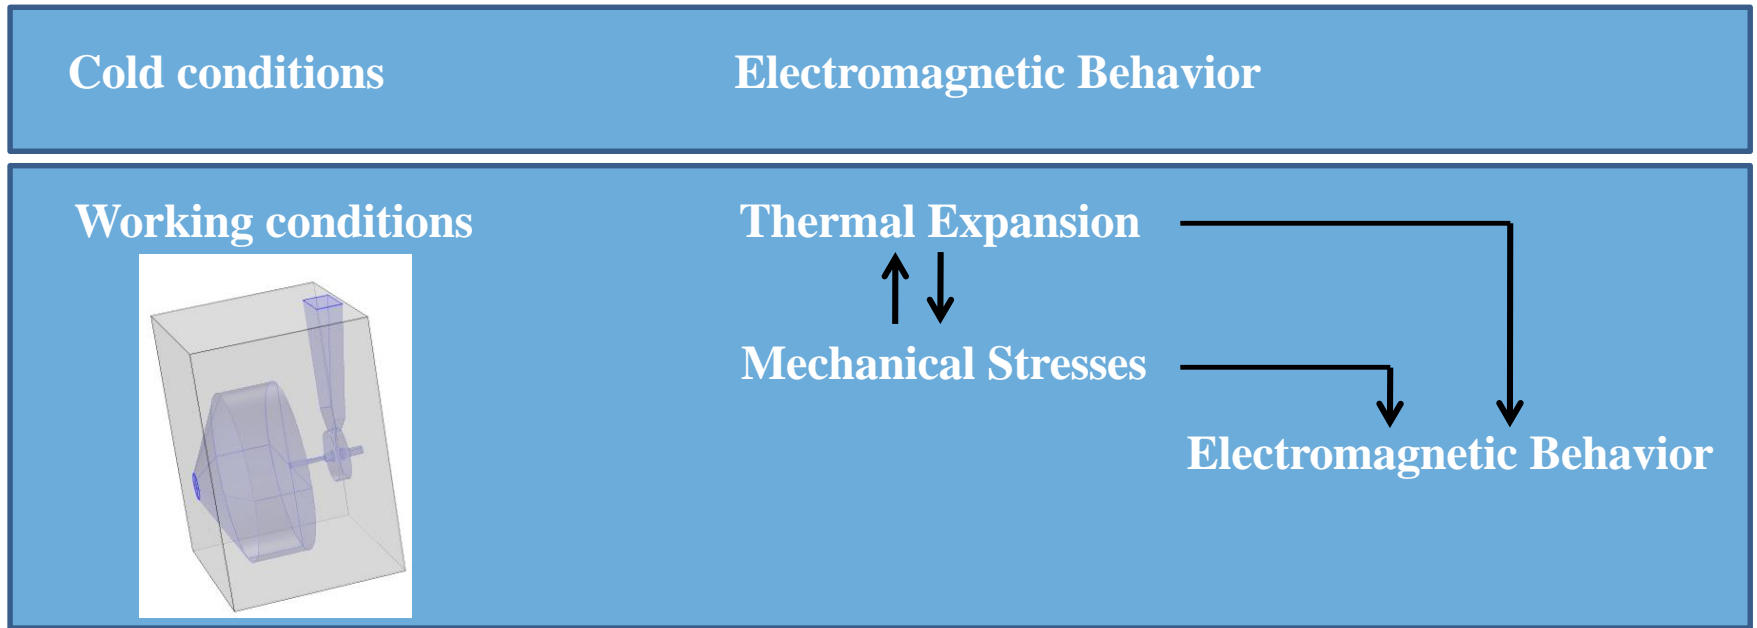 Cold conditions
Electromagnetic Behavior
Working conditions
Thermal Expansion
Mechanical Stresses
Electromagnetic Behavior